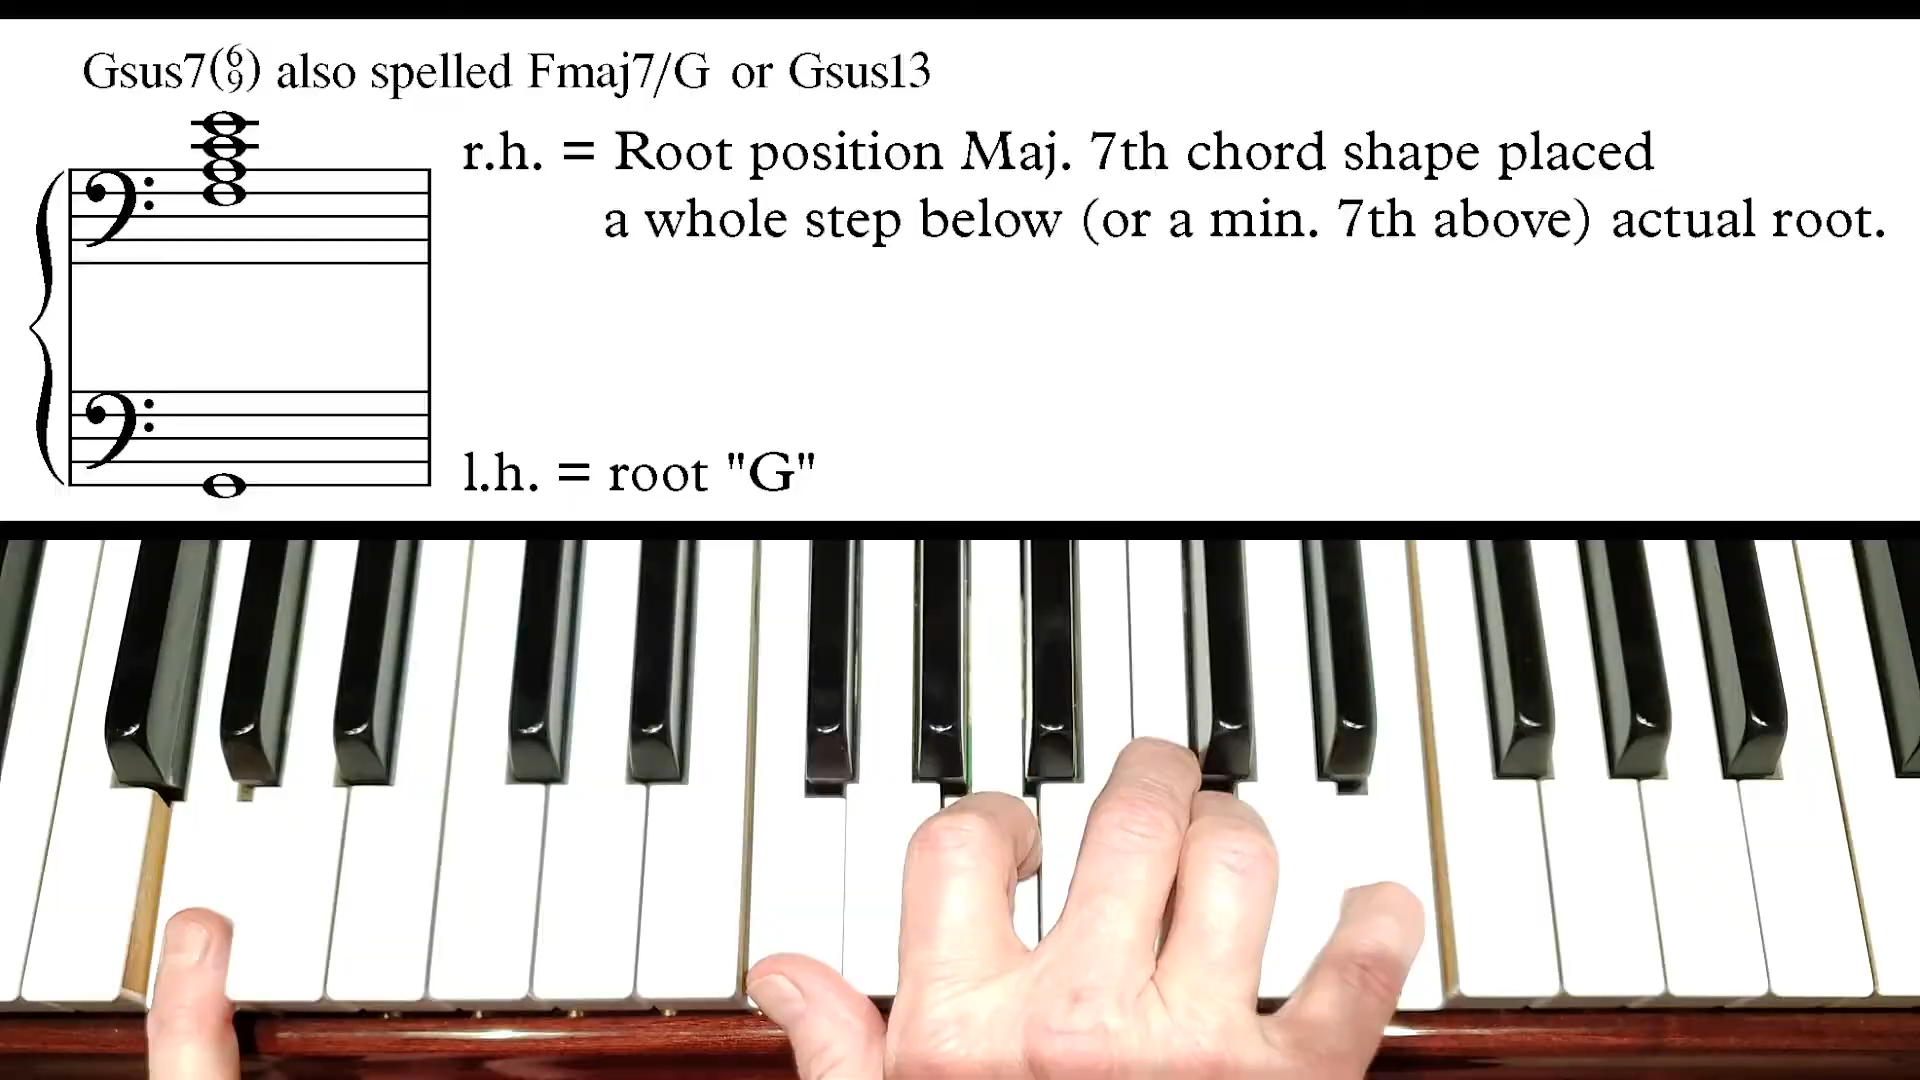 Gsus7(6 9) also spelled Fmaj7/G or Gsus13
r.h. = Root position Maj. 7th chord shape placed
a whole step below (or a min. 7th above) actual root.
l.h. = root "G"